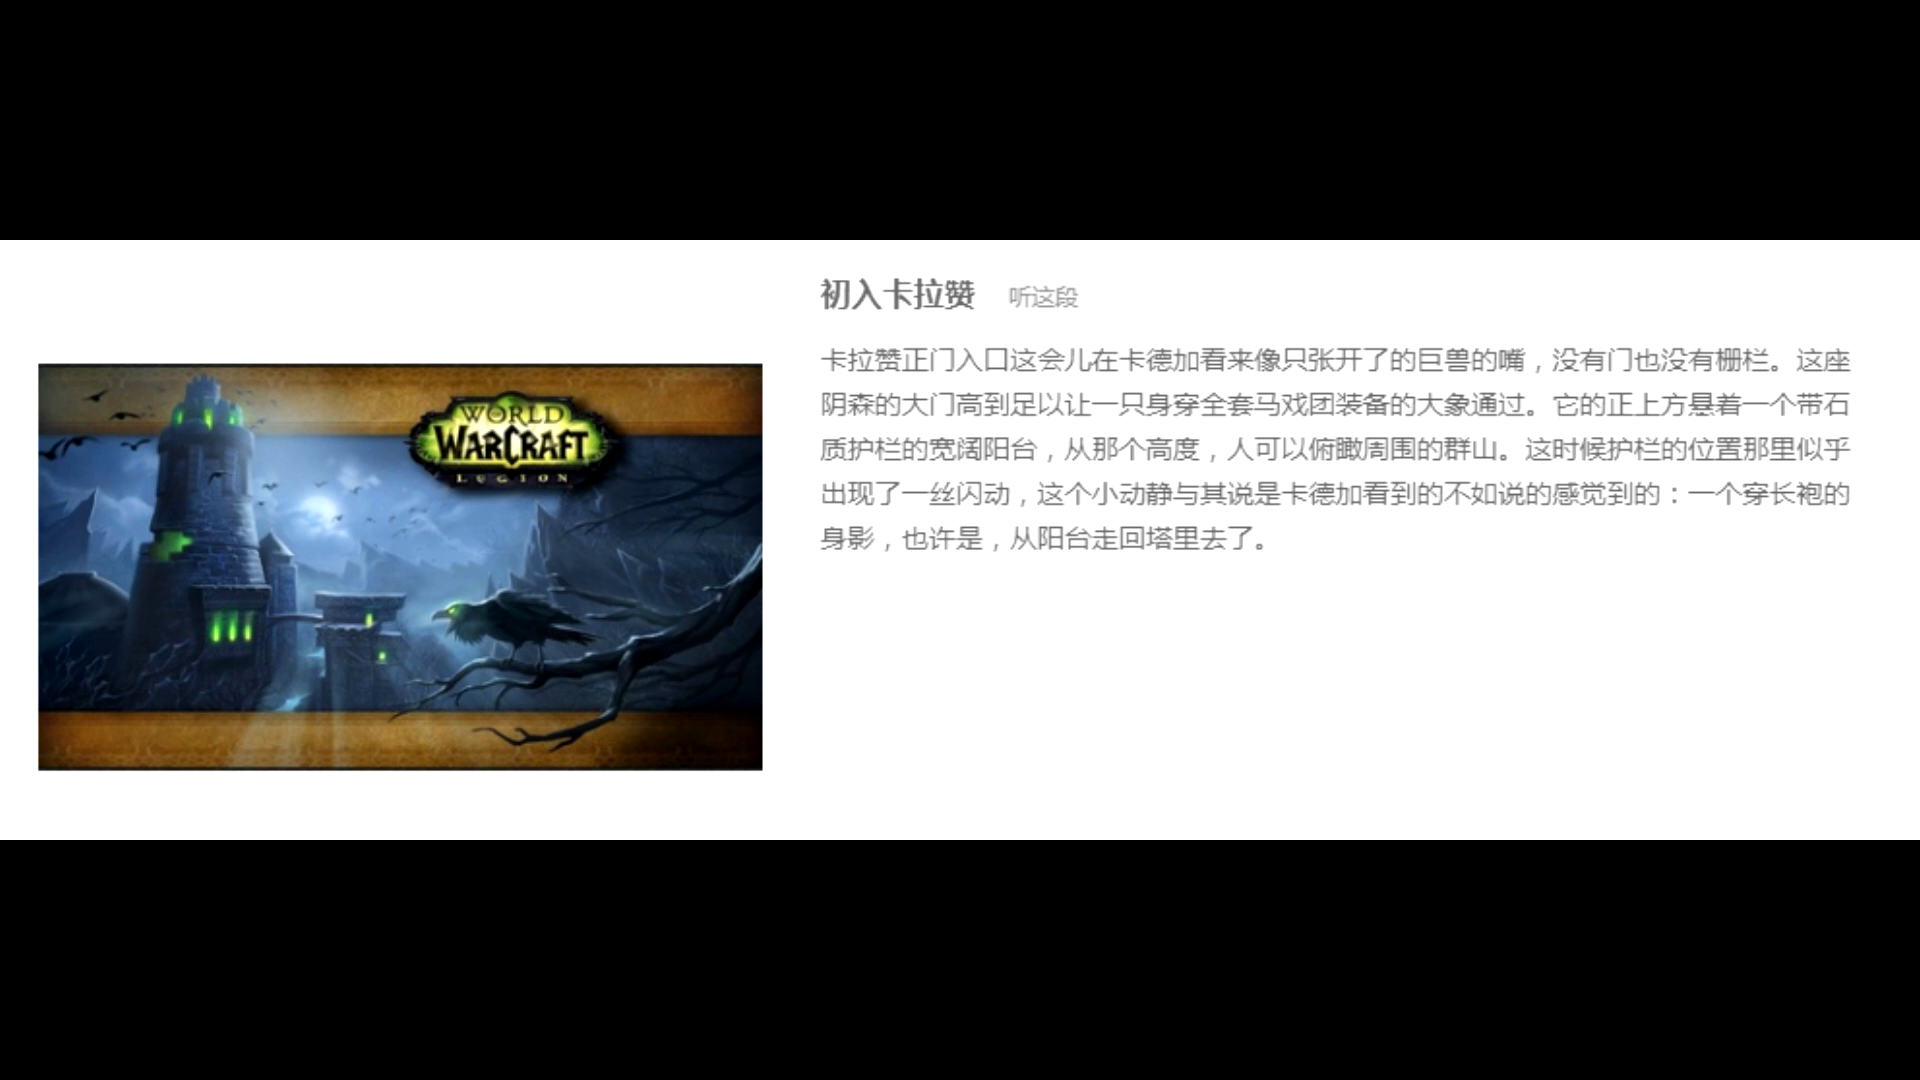 初入卡拉赞 听这段
卡拉赞正门入口这会儿在卡德加看来像只张开了的巨兽的嘴，没有门也没有栅栏。这座
阴森的大门高到足以让一只身穿全套马戏团装备的大象通过。它的正上方悬着一个带石
质护栏的宽阔阳台，从那个高度，人可以俯瞰周围的群山。这时候护栏的位置那里似乎
出现了一丝闪动，这个小动静与其说是卡德加看到的不如说的感觉到的：一个穿长袍的
身影，也许是，从阳台走回塔里去了。
WORLD
WARCRAFT
LEGION